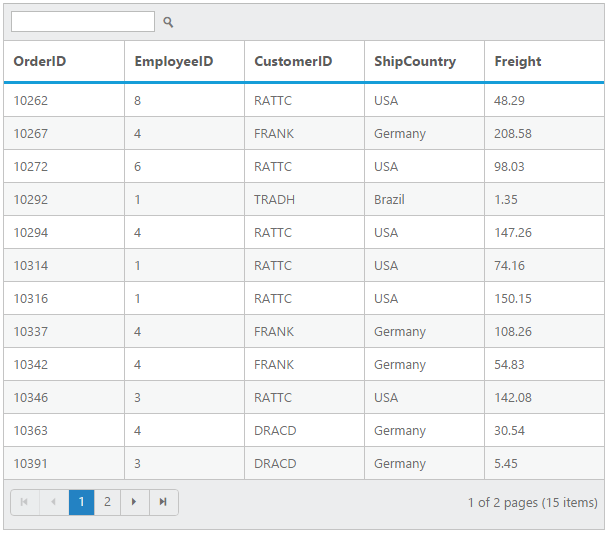 OrderID EmployeeID CustomerID ShipCountry Freight
10262 8 RATTC USA 48.29
10267 4 FRANK Germany 208.58
10272 6 RATTC USA 98.03
10292 1 TRADH Brazil 1.35
10294 4 RATTC USA 147.26
10314 1 RATTC USA 74.16
10316 1 RATTC USA 150.15
10337 4 FRANK Germany 108.26
10342 4 FRANK Germany 54.83
10346 3 RATTC USA 142.08
10363 4 DRACD Germany 30.54
10391 3 DRACD Germany 5.45
1 2 1 of 2 pages (15 items)